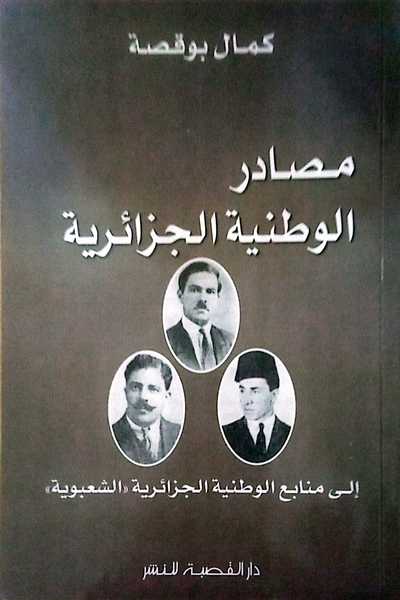 كمال بوقصة
مصادر
الوطنية الجزائرية
إلى منابع الوطنية الجزائرية «الشعبوية»
دار القصبة للنشر